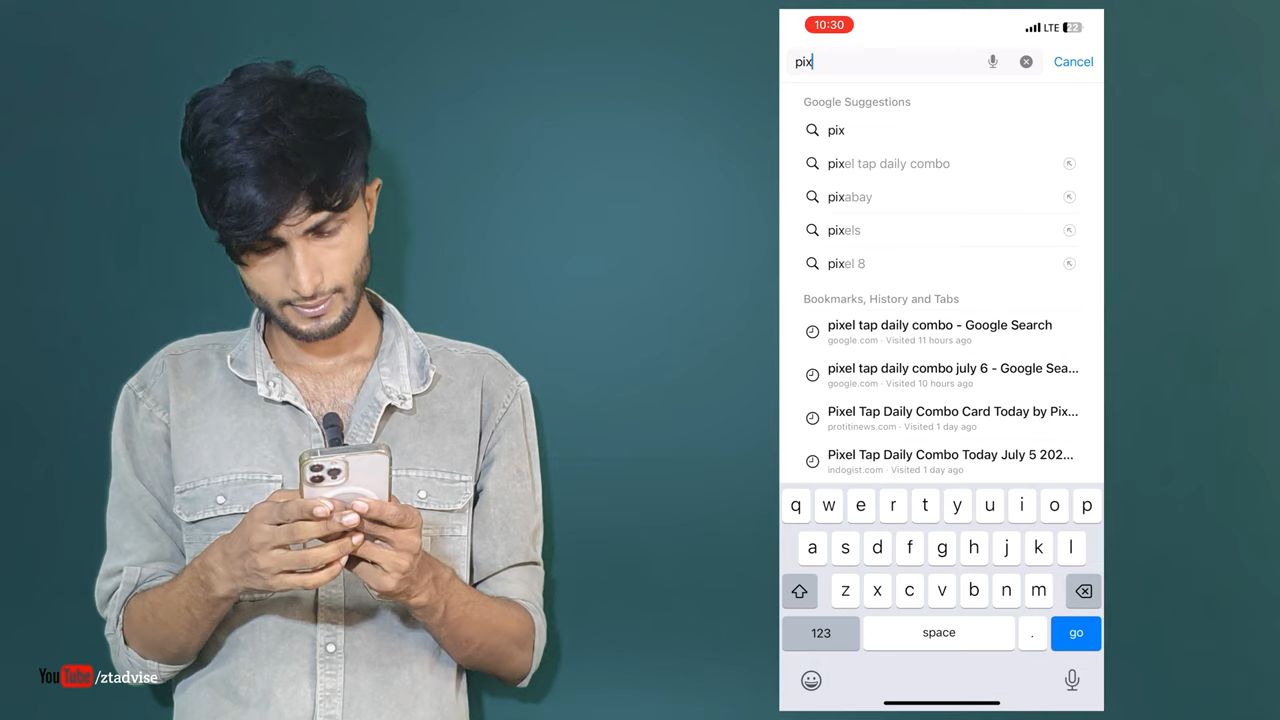 10:30
LTE 22
pix
Cancel
Google Suggestions
pix
pixel tap daily combo
pixabay
pixels
pixel 8
Bookmarks, History and Tabs
pixel tap daily combo - Google Search
google.com · Visited 11 hours ago
pixel tap daily combo july 6 - Google Sea...
google.com · Visited 10 hours ago
Pixel Tap Daily Combo Card Today by Pix...
protitinews.com · Visited 1 day ago
Pixel Tap Daily Combo Today July 5 202...
indogist.com · Visited 1 day ago
q w e r t y u i o p
a s d f g h j k l
z x c v b n m
123 space . go
YouTube/ztadvise